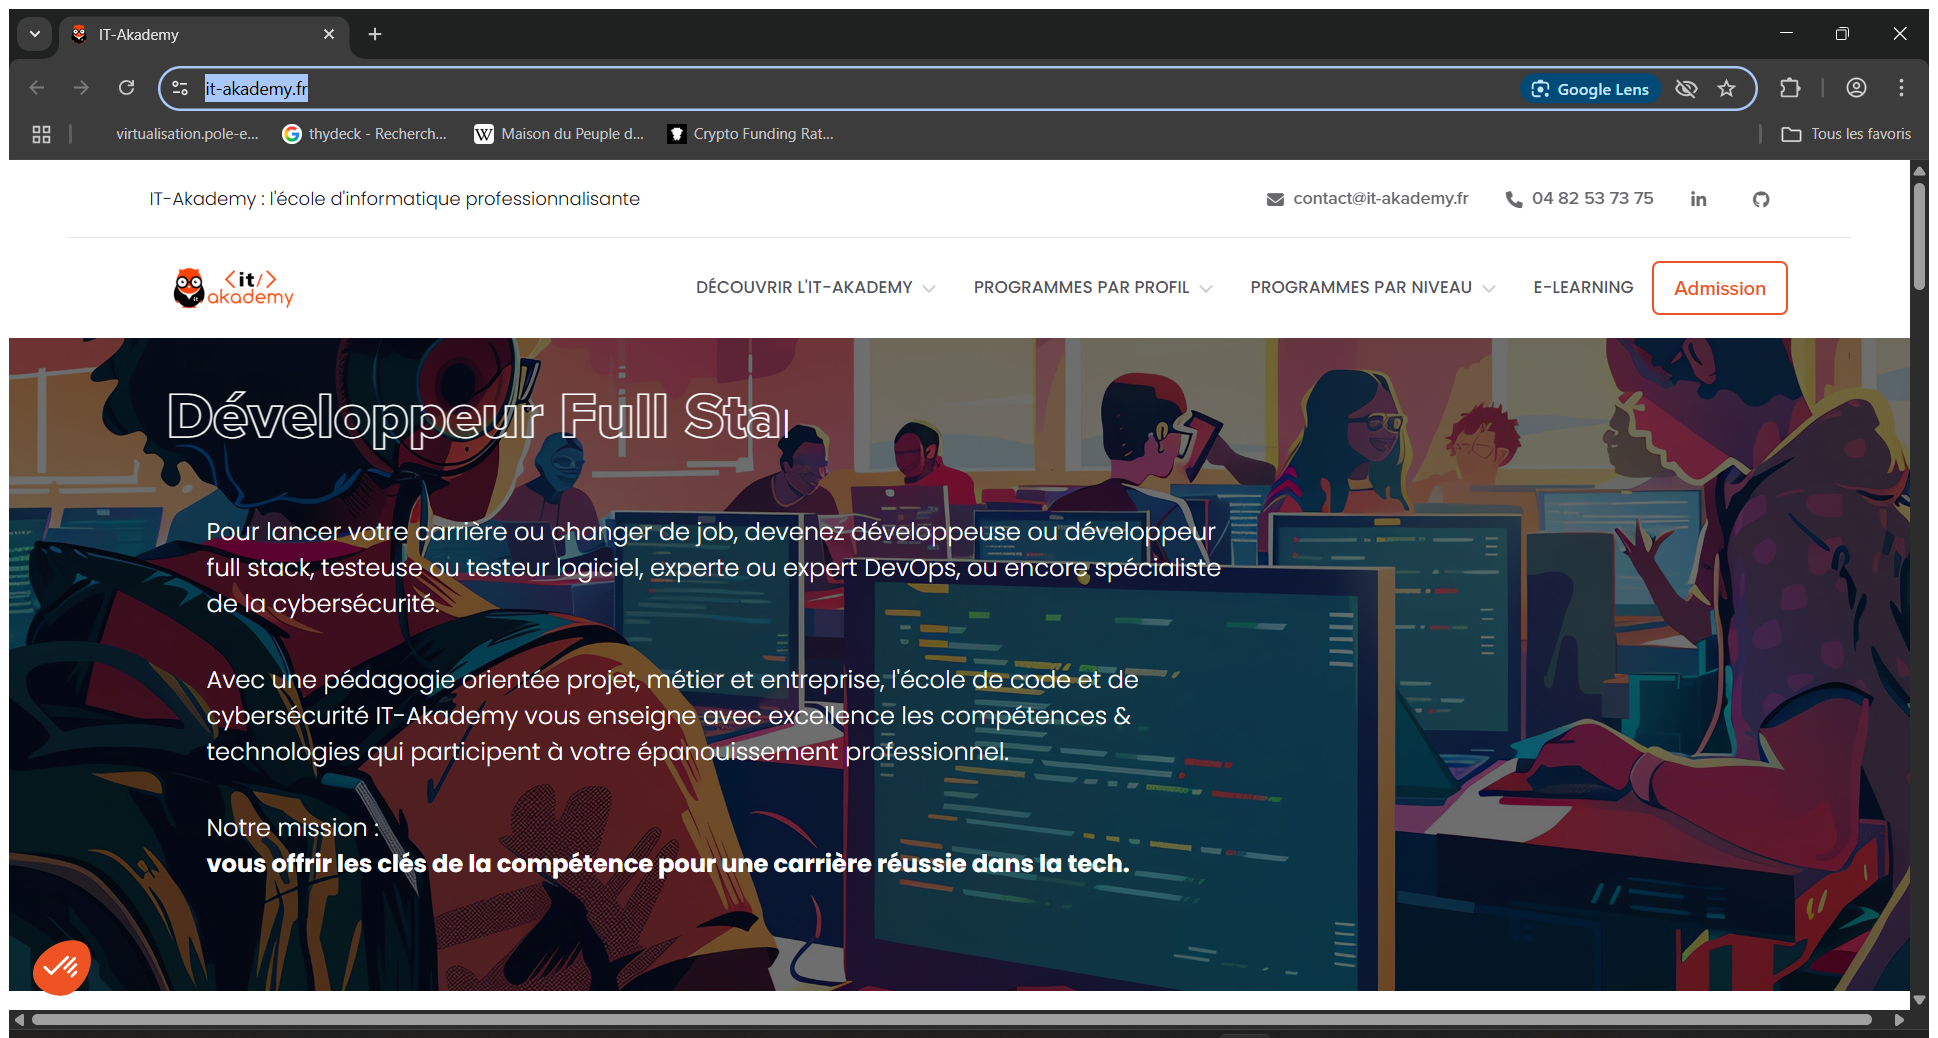 IT-Akademy
it-akademy.fr
Google Lens
virtualisation.pole-e...
thydeck - Recherch...
Maison du Peuple d...
Crypto Funding Rat...
Tous les favoris
IT-Akademy : l'école d'informatique professionnalisante
contact@it-akademy.fr
04 82 53 73 75
<it/>
akademy
DÉCOUVRIR L'IT-AKADEMY
PROGRAMMES PAR PROFIL
PROGRAMMES PAR NIVEAU
E-LEARNING
Admission
Développeur Full Sta
Pour lancer votre carrière ou changer de job, devenez développeuse ou développeur
full stack, testeuse ou testeur logiciel, experte ou expert DevOps, ou encore spécialiste
de la cybersécurité.
Avec une pédagogie orientée projet, métier et entreprise, l'école de code et de
cybersécurité IT-Akademy vous enseigne avec excellence les compétences &
technologies qui participent à votre épanouissement professionnel.
Notre mission :
vous offrir les clés de la compétence pour une carrière réussie dans la tech.